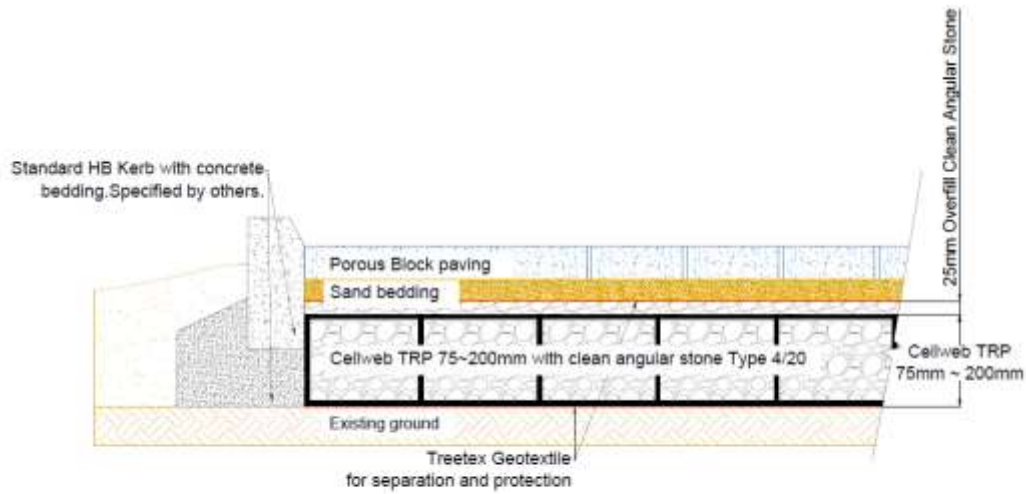 25mm Overfill Clean Angular Stone
Standard HB Kerb with concrete
bedding.Specified by others.
Porous Block paving
Sand bedding
Cellweb TRP 75~200mm with clean angular stone Type 4/20
Cellweb TRP
75mm ~ 200mm
Existing ground
Treetex Geotextile
for separation and protection